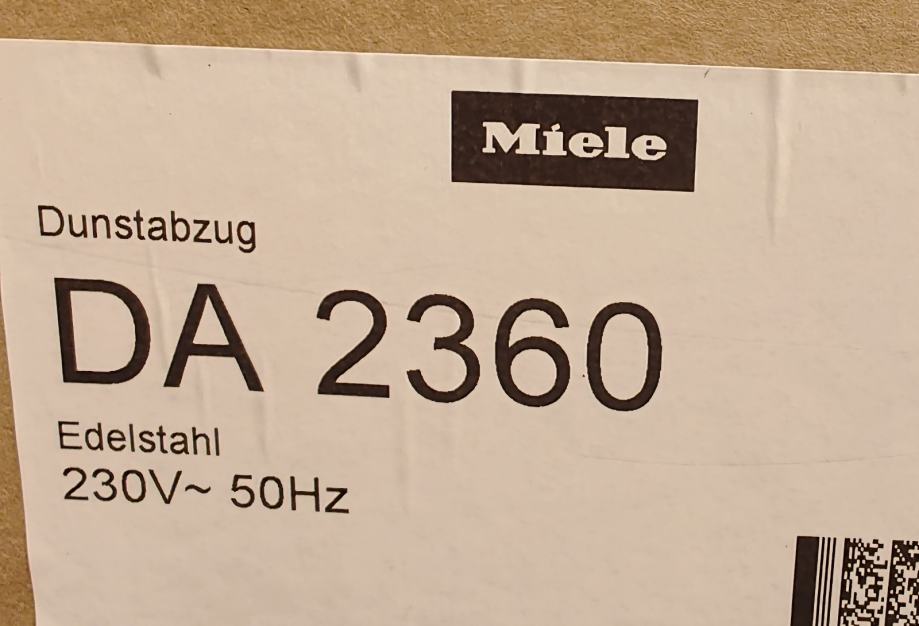 Miele
Dunstabzug
DA 2360
Edelstahl
230V~ 50Hz